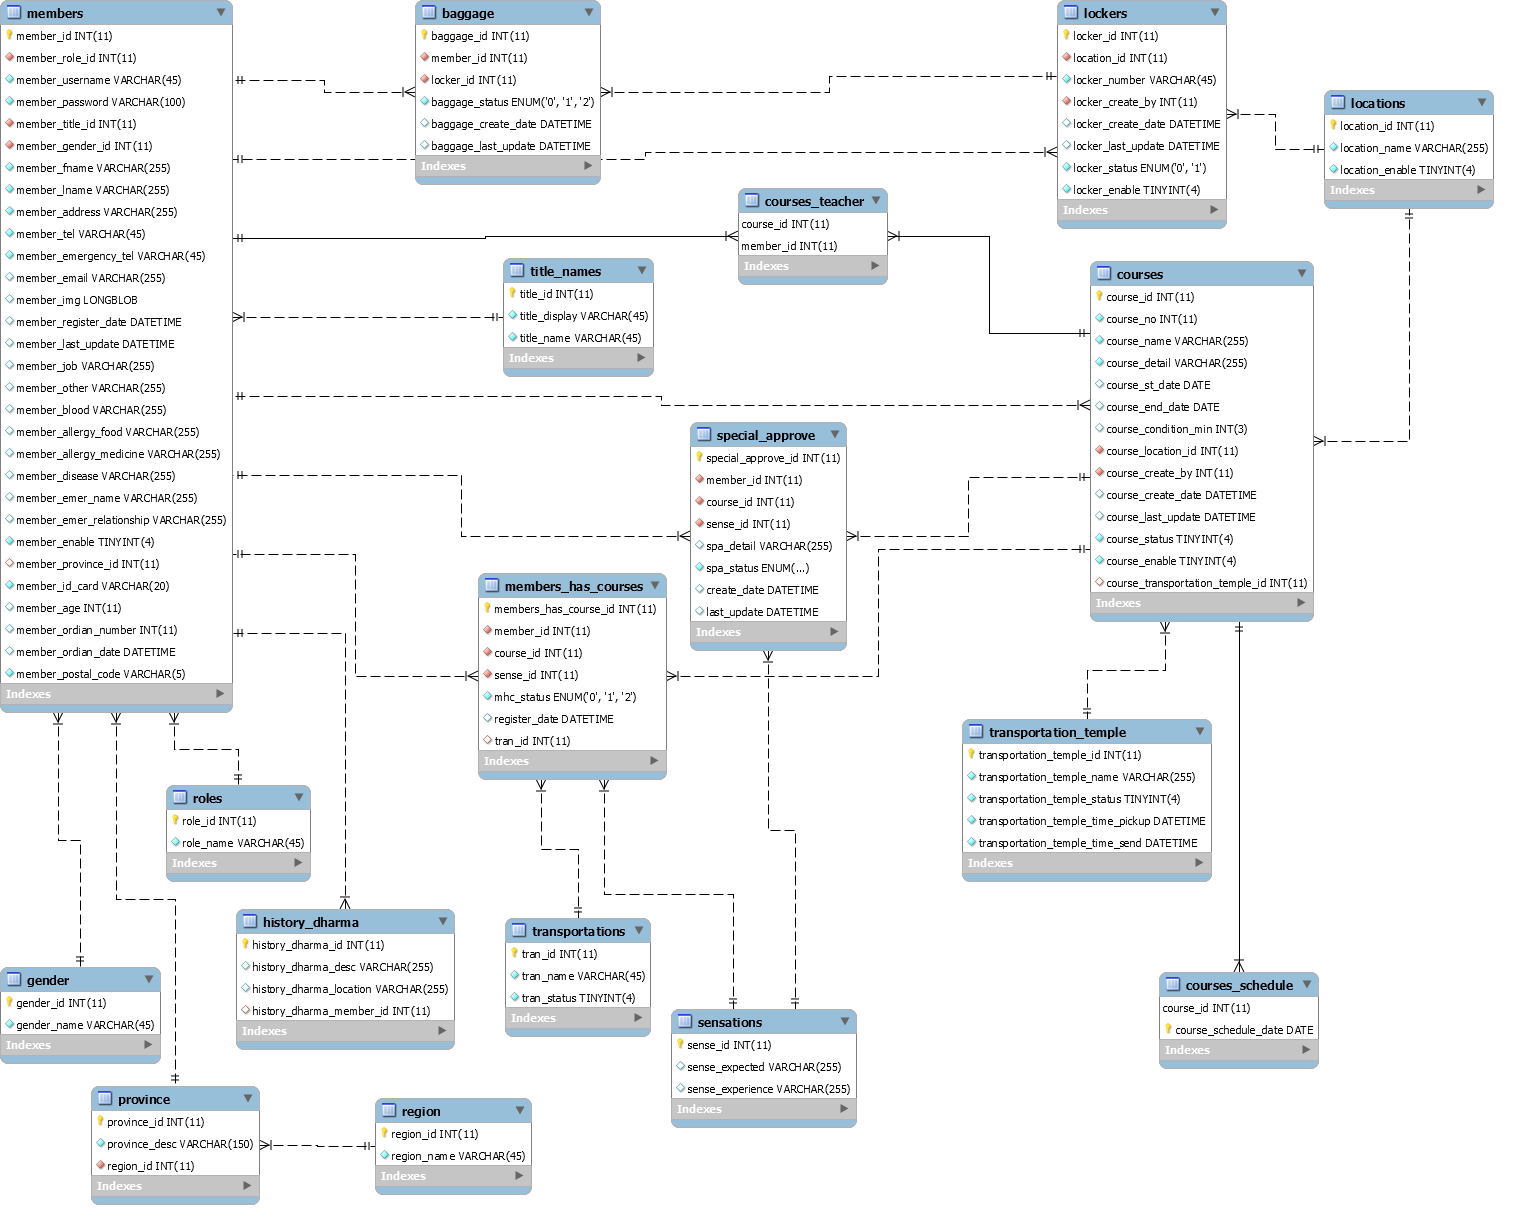 members
member_id INT(11)
member_role_id INT(11)
member_username VARCHAR(45)
member_password VARCHAR(100)
member_title_id INT(11)
member_gender_id INT(11)
member_fname VARCHAR(255)
member_lname VARCHAR(255)
member_address VARCHAR(255)
member_tel VARCHAR(45)
member_emergency_tel VARCHAR(45)
member_email VARCHAR(255)
member_img LONGBLOB
member_register_date DATETIME
member_last_update DATETIME
member_job VARCHAR(255)
member_other VARCHAR(255)
member_blood VARCHAR(255)
member_allergy_food VARCHAR(255)
member_allergy_medicine VARCHAR(255)
member_disease VARCHAR(255)
member_emer_name VARCHAR(255)
member_emer_relationship VARCHAR(255)
member_enable TINYINT(4)
member_province_id INT(11)
member_id_card VARCHAR(20)
member_age INT(11)
member_ordian_number INT(11)
member_ordian_date DATETIME
member_postal_code VARCHAR(5)
Indexes
baggage
baggage_id INT(11)
member_id INT(11)
locker_id INT(11)
baggage_status ENUM('0', '1', '2')
baggage_create_date DATETIME
baggage_last_update DATETIME
Indexes
lockers
locker_id INT(11)
location_id INT(11)
locker_number VARCHAR(45)
locker_create_by INT(11)
locker_create_date DATETIME
locker_last_update DATETIME
locker_status ENUM('0', '1')
locker_enable TINYINT(4)
Indexes
locations
location_id INT(11)
location_name VARCHAR(255)
location_enable TINYINT(4)
Indexes
courses_teacher
course_id INT(11)
member_id INT(11)
Indexes
title_names
title_id INT(11)
title_display VARCHAR(45)
title_name VARCHAR(45)
Indexes
courses
course_id INT(11)
course_no INT(11)
course_name VARCHAR(255)
course_detail VARCHAR(255)
course_st_date DATE
course_end_date DATE
course_condition_min INT(3)
course_location_id INT(11)
course_create_by INT(11)
course_create_date DATETIME
course_last_update DATETIME
course_status TINYINT(4)
course_enable TINYINT(4)
course_transportation_temple_id INT(11)
Indexes
special_approve
special_approve_id INT(11)
member_id INT(11)
course_id INT(11)
sense_id INT(11)
spa_detail VARCHAR(255)
spa_status ENUM(...)
create_date DATETIME
last_update DATETIME
Indexes
members_has_courses
members_has_course_id INT(11)
member_id INT(11)
course_id INT(11)
sense_id INT(11)
mhc_status ENUM('0', '1', '2')
register_date DATETIME
tran_id INT(11)
Indexes
transportation_temple
transportation_temple_id INT(11)
transportation_temple_name VARCHAR(255)
transportation_temple_status TINYINT(4)
transportation_temple_time_pickup DATETIME
transportation_temple_time_send DATETIME
Indexes
roles
role_id INT(11)
role_name VARCHAR(45)
Indexes
history_dharma
history_dharma_id INT(11)
history_dharma_desc VARCHAR(255)
history_dharma_location VARCHAR(255)
history_dharma_member_id INT(11)
Indexes
transportations
tran_id INT(11)
tran_name VARCHAR(45)
tran_status TINYINT(4)
Indexes
gender
gender_id INT(11)
gender_name VARCHAR(45)
Indexes
courses_schedule
course_id INT(11)
course_schedule_date DATE
Indexes
sensations
sense_id INT(11)
sense_expected VARCHAR(255)
sense_experience VARCHAR(255)
Indexes
province
province_id INT(11)
province_desc VARCHAR(150)
region_id INT(11)
Indexes
region
region_id INT(11)
region_name VARCHAR(45)
Indexes